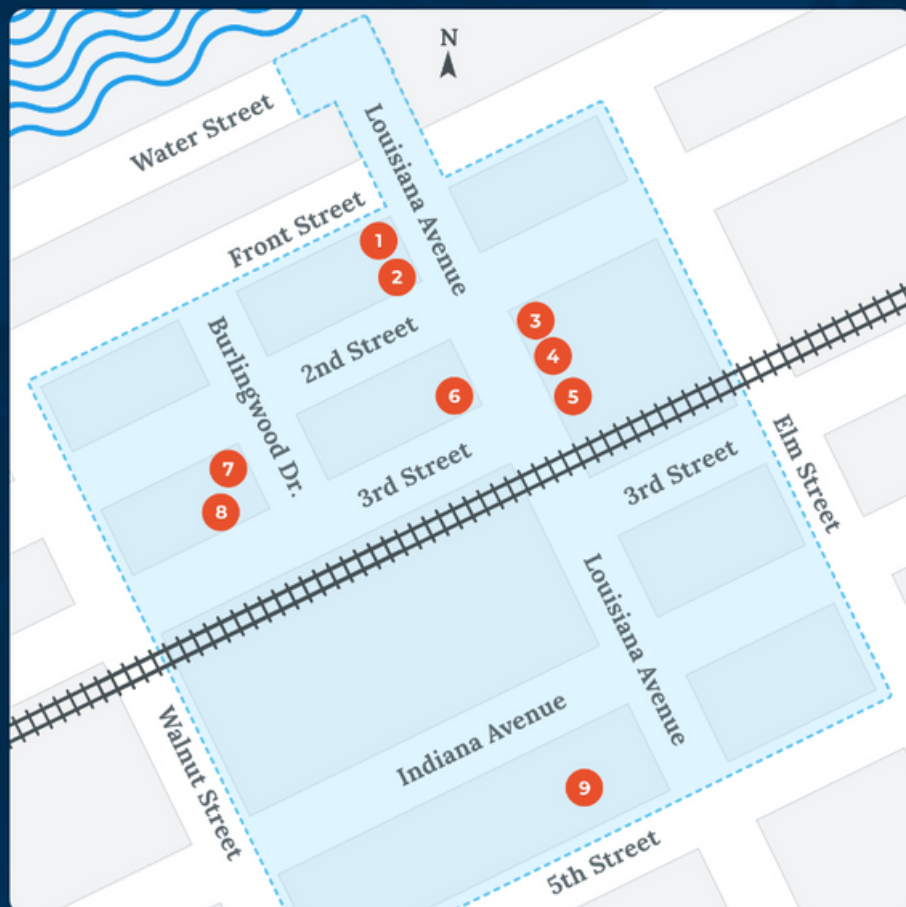 N
Water Street
Louisiana Avenue
Front Street
1
2
Burlingwood Dr.
2nd Street
3
4
5
6
7
8
3rd Street
3rd Street
Elm Street
Louisiana Avenue
Walnut Street
Indiana Avenue
9
5th Street